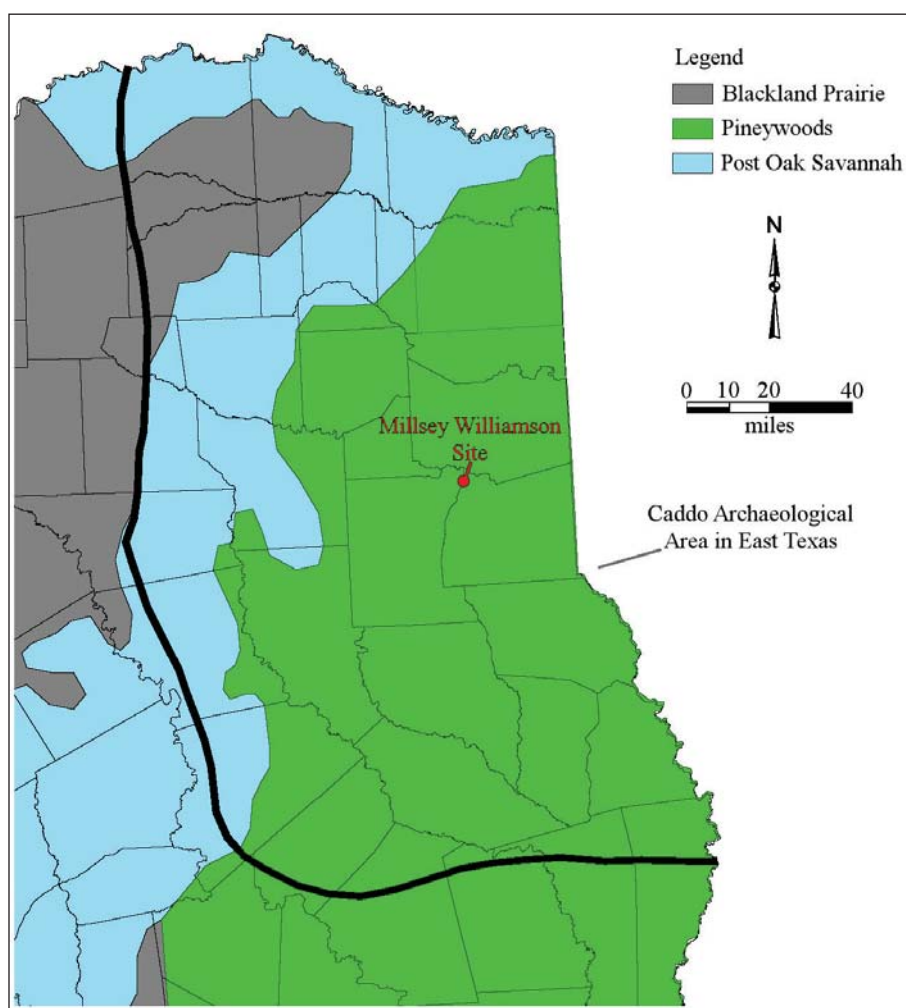 Legend
Blackland Prairie
Pineywoods
Post Oak Savannah
N
0 10 20 40
miles
Millsey Williamson
Site
Caddo Archaeological
Area in East Texas